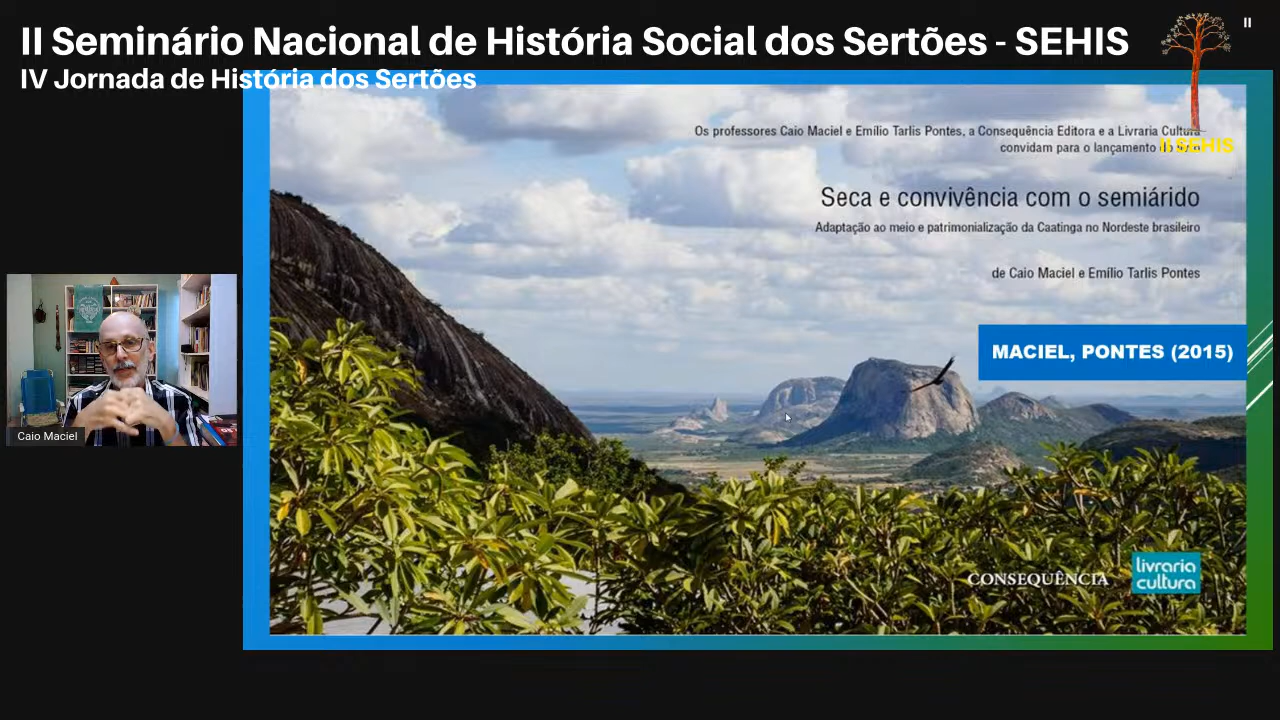 II Seminário Nacional de História Social dos Sertões - SEHIS
IV Jornada de História dos Sertões
II
II SEHIS
Os professores Caio Maciel e Emílio Tarlis Pontes, a Consequência Editora e a Livraria Cultura
convidam para o lançamento
Seca e convivência com o semiárido
Adaptação ao meio e patrimonialização da Caatinga no Nordeste brasileiro
de Caio Maciel e Emílio Tarlis Pontes
MACIEL, PONTES (2015)
Caio Maciel
CONSEQUÊNCIA
livraria
cultura